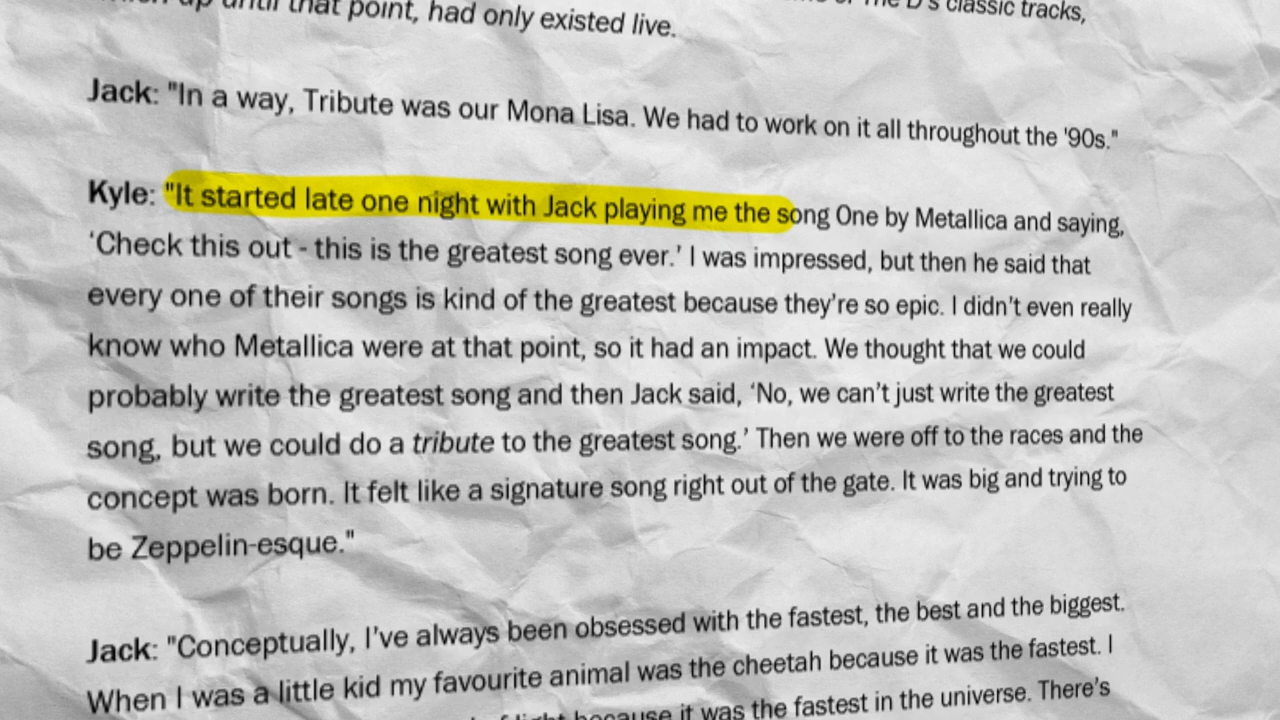 until that point, had only existed live.
D's classic tracks,
Jack: "In a way, Tribute was our Mona Lisa. We had to work on it all throughout the '90s."
Kyle: "It started late one night with Jack playing me the song One by Metallica and saying,
‘Check this out - this is the greatest song ever.’ I was impressed, but then he said that
every one of their songs is kind of the greatest because they’re so epic. I didn’t even really
know who Metallica were at that point, so it had an impact. We thought that we could
probably write the greatest song and then Jack said, ‘No, we can’t just write the greatest
song, but we could do a tribute to the greatest song.’ Then we were off to the races and the
concept was born. It felt like a signature song right out of the gate. It was big and trying to
be Zeppelin-esque."
Jack: "Conceptually, I’ve always been obsessed with the fastest, the best and the biggest.
When I was a little kid my favourite animal was the cheetah because it was the fastest. I
because it was the fastest in the universe. There’s